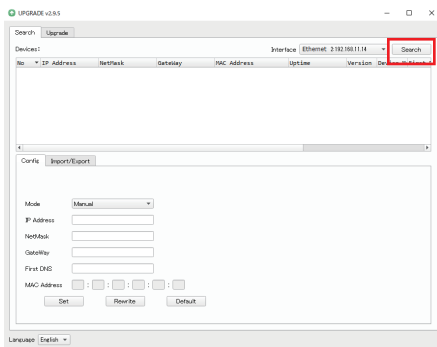 UPGRADE v2.9.5
Search Upgrade
Devices: Interface Ethernet 2:192.168.11.14 Search
No IP Address NetMask GateWay MAC Address Uptime Version
Config Import/Export
Mode Manual
IP Address
NetMask
GateWay
First DNS
MAC Address : : : : :
Set Rewrite Default
Language English